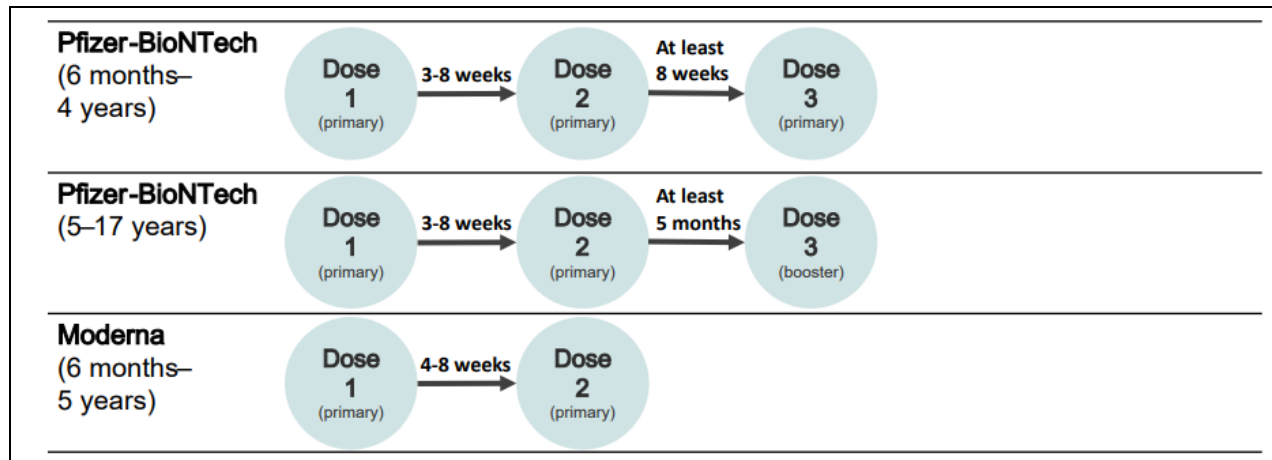 Pfizer-BioNTech
(6 months–
4 years)
Dose
1
(primary)
3-8 weeks
Dose
2
(primary)
At least
8 weeks
Dose
3
(primary)
Pfizer-BioNTech
(5–17 years)
Dose
1
(primary)
3-8 weeks
Dose
2
(primary)
At least
5 months
Dose
3
(booster)
Moderna
(6 months–
5 years)
Dose
1
(primary)
4-8 weeks
Dose
2
(primary)